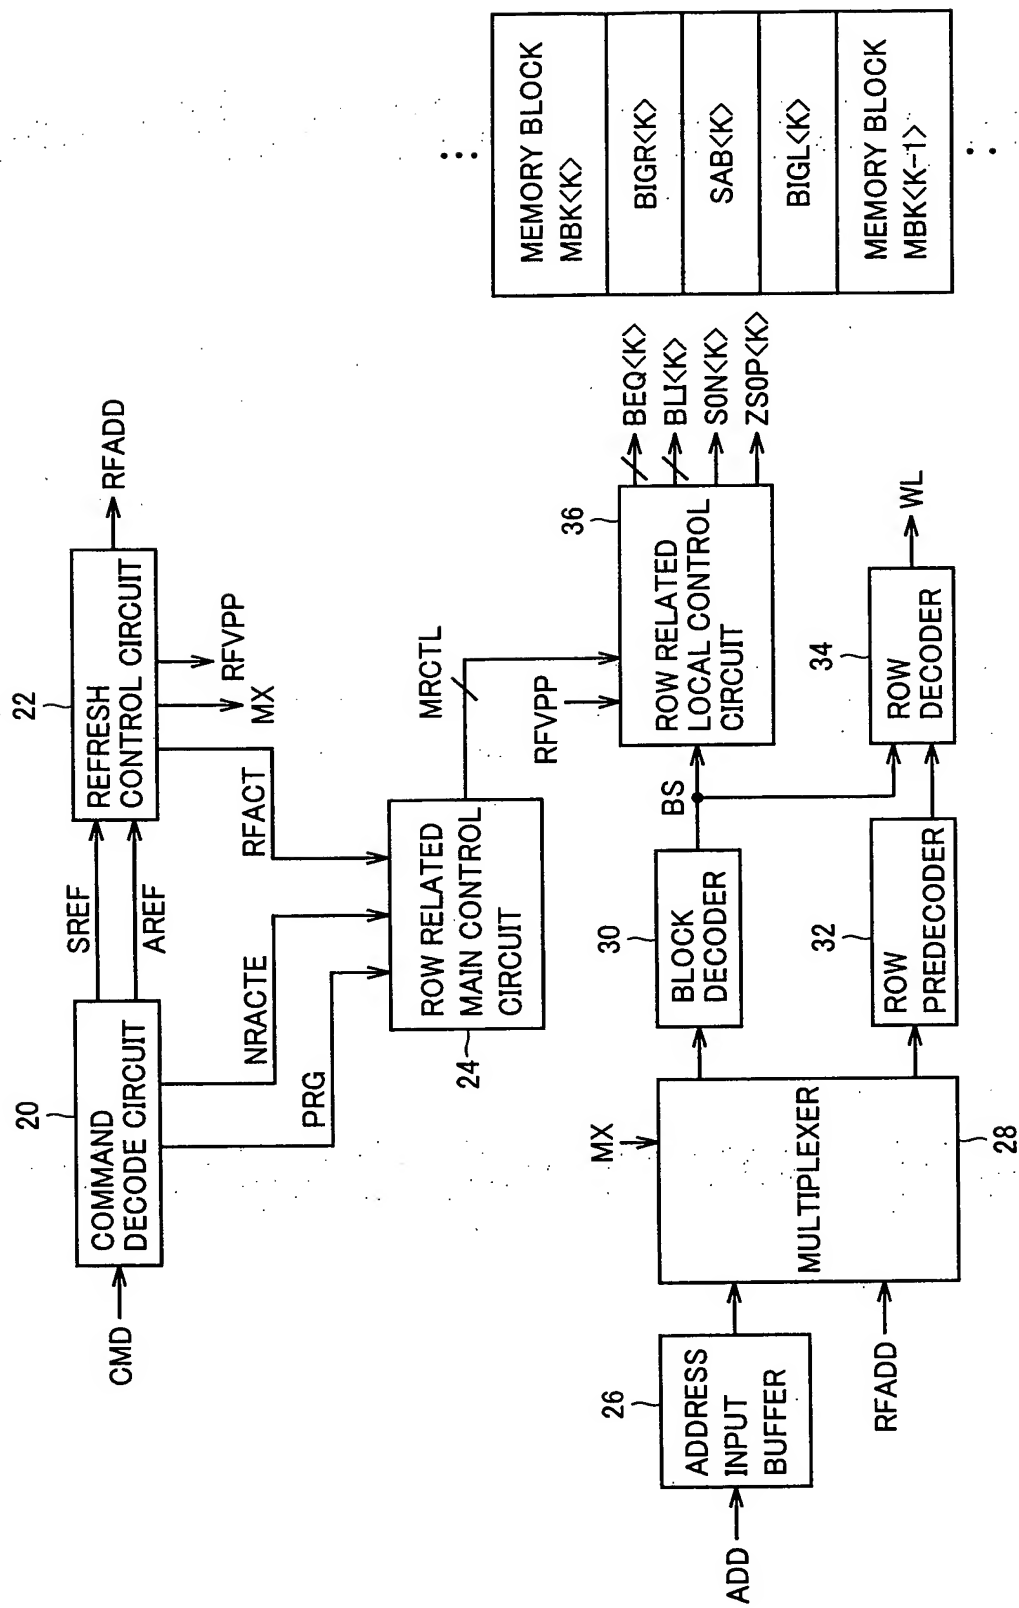 CMD
20
COMMAND
DECODE CIRCUIT
SREF
AREF
22
REFRESH
CONTROL CIRCUIT
RFADD
PRG
NRACTE
RFACT
MX
RFVPP
24
ROW RELATED
MAIN CONTROL
CIRCUIT
MRCTL
RFVPP
ADD
26
ADDRESS
INPUT
BUFFER
RFADD
MX
MULTIPLEXER
28
30
BLOCK
DECODER
BS
32
ROW
PREDECODER
36
ROW RELATED
LOCAL CONTROL
CIRCUIT
34
ROW
DECODER
WL
BEQ<K>
BLI<K>
SON<K>
ZSOP<K>
MEMORY BLOCK
MBK<K>
BIGR<K>
SAB<K>
BIGL<K>
MEMORY BLOCK
MBK<K-1>